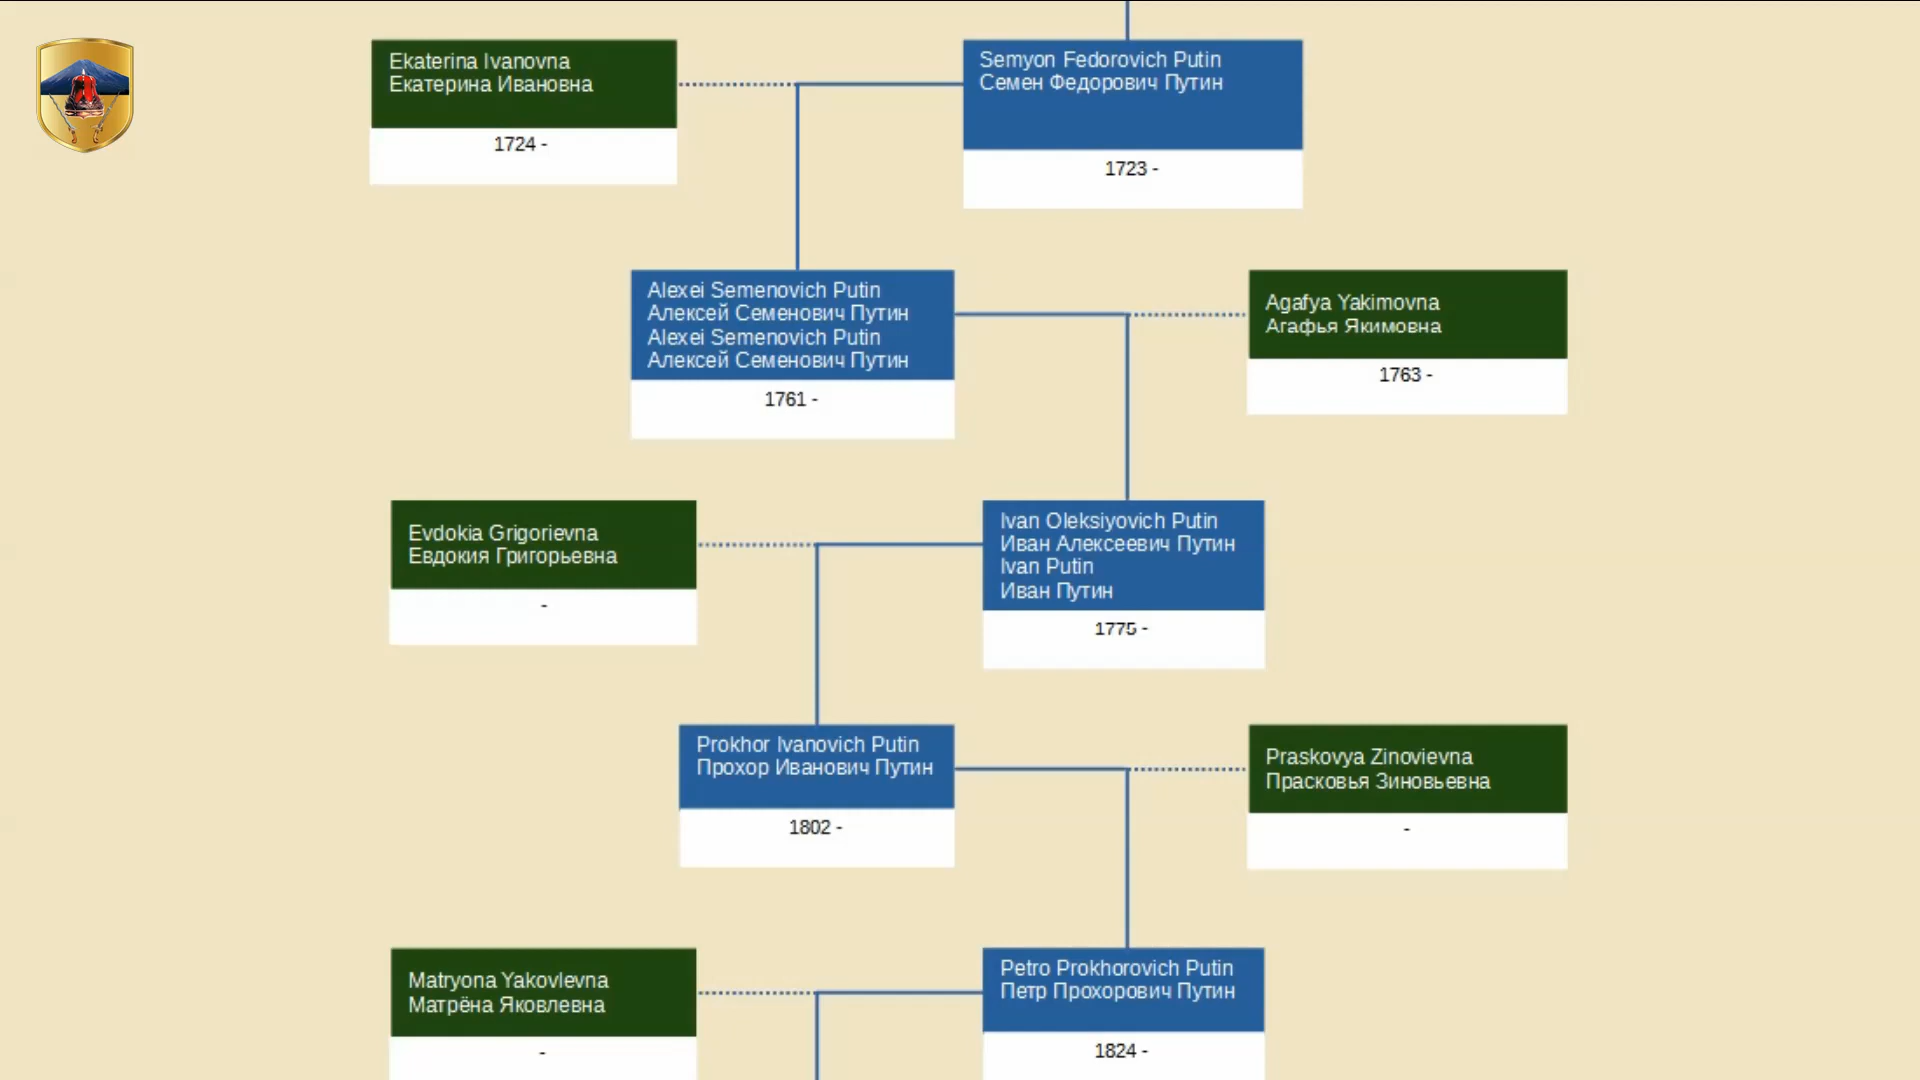 Ekaterina Ivanovna
Екатерина Ивановна
1724 -
Semyon Fedorovich Putin
Семен Федорович Путин
1723 -
Alexei Semenovich Putin
Алексей Семенович Путин
Alexei Semenovich Putin
Алексей Семенович Путин
1761 -
Agafya Yakimovna
Агафья Якимовна
1763 -
Evdokia Grigorievna
Евдокия Григорьевна
-
Ivan Oleksiyovich Putin
Иван Алексеевич Путин
Ivan Putin
Иван Путин
1775 -
Prokhor Ivanovich Putin
Прохор Иванович Путин
1802 -
Praskovya Zinovievna
Прасковья Зиновьевна
-
Matryona Yakovlevna
Матрёна Яковлевна
-
Petro Prokhorovich Putin
Петр Прохорович Путин
1824 -